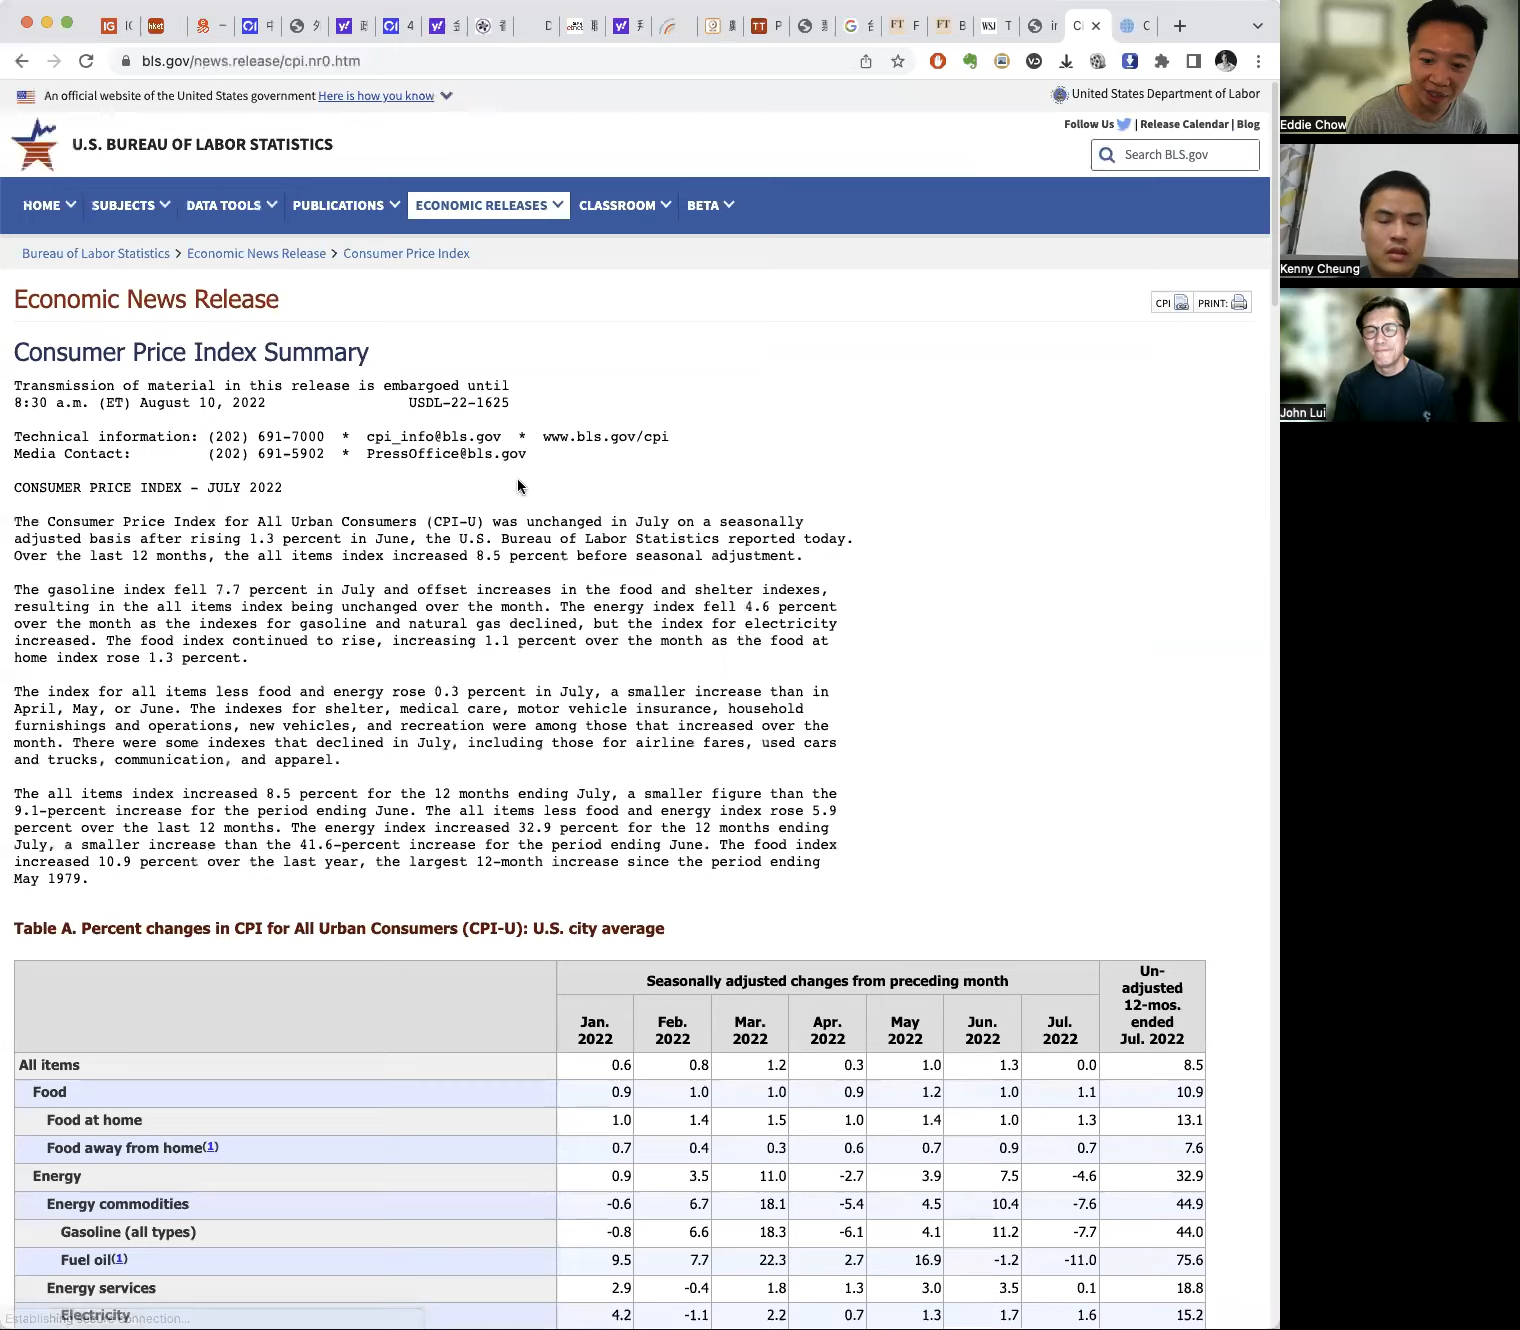 bls.gov/news.release/cpi.nr0.htm
An official website of the United States government Here is how you know
United States Department of Labor
Follow Us | Release Calendar | Blog
U.S. BUREAU OF LABOR STATISTICS
Search BLS.gov
HOME SUBJECTS DATA TOOLS PUBLICATIONS ECONOMIC RELEASES CLASSROOM BETA
Bureau of Labor Statistics > Economic News Release > Consumer Price Index
Economic News Release
CPI PRINT:
Consumer Price Index Summary
Transmission of material in this release is embargoed until
8:30 a.m. (ET) August 10, 2022 USDL-22-1625
Technical information: (202) 691-7000 * cpi_info@bls.gov * www.bls.gov/cpi
Media Contact: (202) 691-5902 * PressOffice@bls.gov
CONSUMER PRICE INDEX - JULY 2022
The Consumer Price Index for All Urban Consumers (CPI-U) was unchanged in July on a seasonally
adjusted basis after rising 1.3 percent in June, the U.S. Bureau of Labor Statistics reported today.
Over the last 12 months, the all items index increased 8.5 percent before seasonal adjustment.
The gasoline index fell 7.7 percent in July and offset increases in the food and shelter indexes,
resulting in the all items index being unchanged over the month. The energy index fell 4.6 percent
over the month as the indexes for gasoline and natural gas declined, but the index for electricity
increased. The food index continued to rise, increasing 1.1 percent over the month as the food at
home index rose 1.3 percent.
The index for all items less food and energy rose 0.3 percent in July, a smaller increase than in
April, May, or June. The indexes for shelter, medical care, motor vehicle insurance, household
furnishings and operations, new vehicles, and recreation were among those that increased over the
month. There were some indexes that declined in July, including those for airline fares, used cars
and trucks, communication, and apparel.
The all items index increased 8.5 percent for the 12 months ending July, a smaller figure than the
9.1-percent increase for the period ending June. The all items less food and energy index rose 5.9
percent over the last 12 months. The energy index increased 32.9 percent for the 12 months ending
July, a smaller increase than the 41.6-percent increase for the period ending June. The food index
increased 10.9 percent over the last year, the largest 12-month increase since the period ending
May 1979.
Table A. Percent changes in CPI for All Urban Consumers (CPI-U): U.S. city average
Seasonally adjusted changes from preceding month
Un-adjusted 12-mos. ended Jul. 2022
Jan. 2022 Feb. 2022 Mar. 2022 Apr. 2022 May 2022 Jun. 2022 Jul. 2022
All items 0.6 0.8 1.2 0.3 1.0 1.3 0.0 8.5
Food 0.9 1.0 1.0 0.9 1.2 1.0 1.1 10.9
Food at home 1.0 1.4 1.5 1.0 1.4 1.0 1.3 13.1
Food away from home(1) 0.7 0.4 0.3 0.6 0.7 0.9 0.7 7.6
Energy 0.9 3.5 11.0 -2.7 3.9 7.5 -4.6 32.9
Energy commodities -0.6 6.7 18.1 -5.4 4.5 10.4 -7.6 44.9
Gasoline (all types) -0.8 6.6 18.3 -6.1 4.1 11.2 -7.7 44.0
Fuel oil(1) 9.5 7.7 22.3 2.7 16.9 -1.2 -11.0 75.6
Energy services 2.9 -0.4 1.8 1.3 3.0 3.5 0.1 18.8
Electricity 4.2 -1.1 2.2 0.7 1.3 1.7 1.6 15.2
Establishing secure connection...
Eddie Chow
Kenny Cheung
John Lui